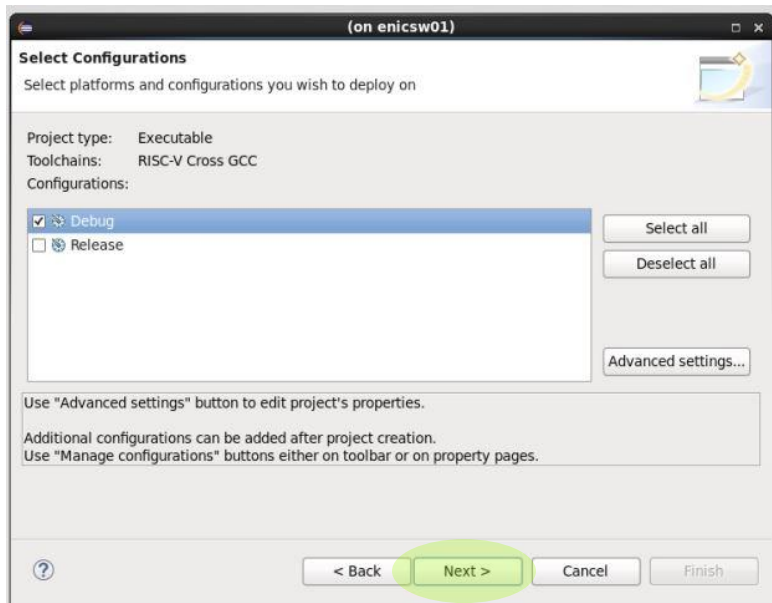 (on enicsw01)
Select Configurations
Select platforms and configurations you wish to deploy on
Project type: Executable
Toolchains: RISC-V Cross GCC
Configurations:
Debug
Release
Select all
Deselect all
Advanced settings...
Use "Advanced settings" button to edit project's properties.
Additional configurations can be added after project creation.
Use "Manage configurations" buttons either on toolbar or on property pages.
? < Back Next > Cancel Finish